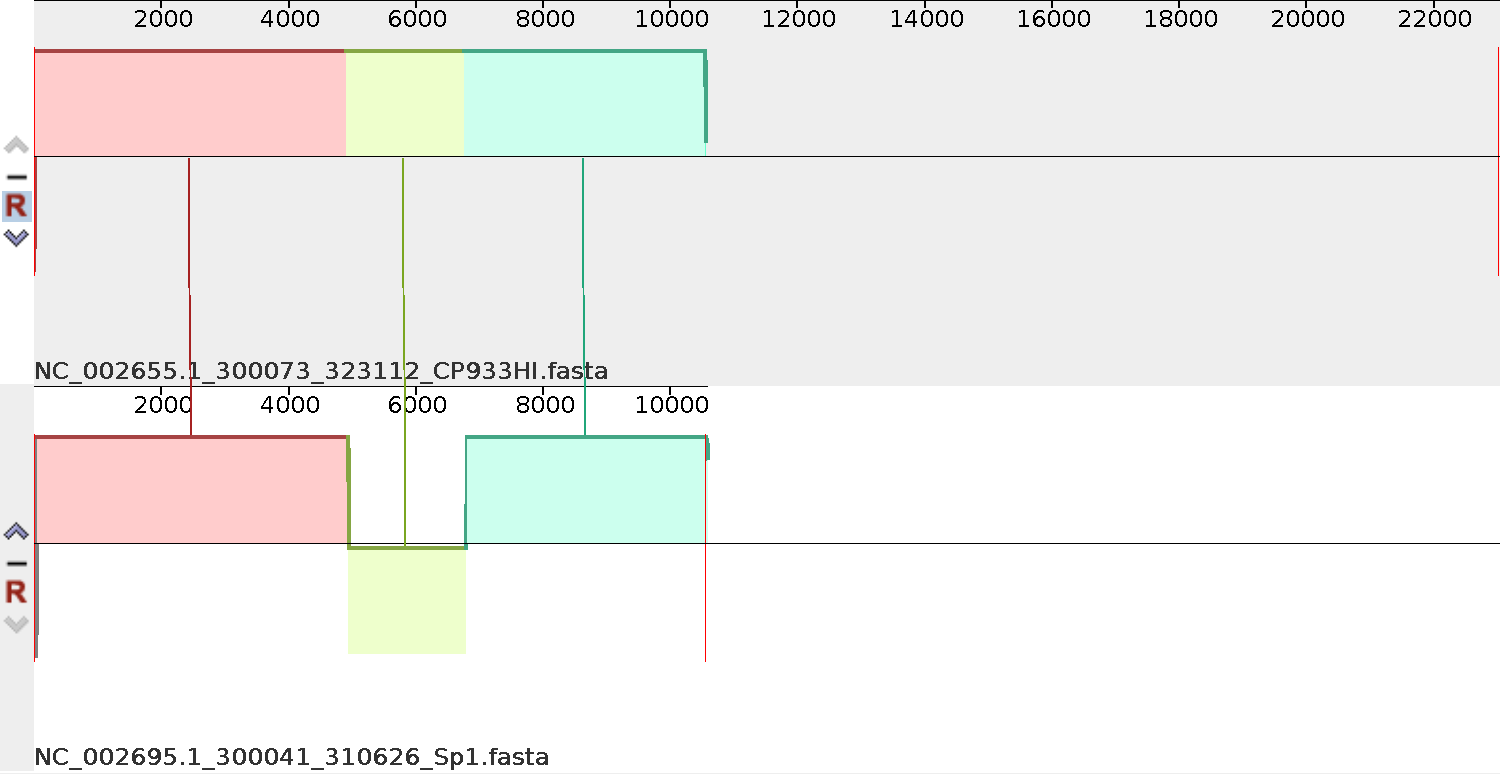 2000 4000 6000 8000 10000 12000 14000 16000 18000 20000 22000
R
NC_002655.1_300073_323112_CP933HI.fasta
2000 4000 6000 8000 10000
R
NC_002695.1_300041_310626_Sp1.fasta